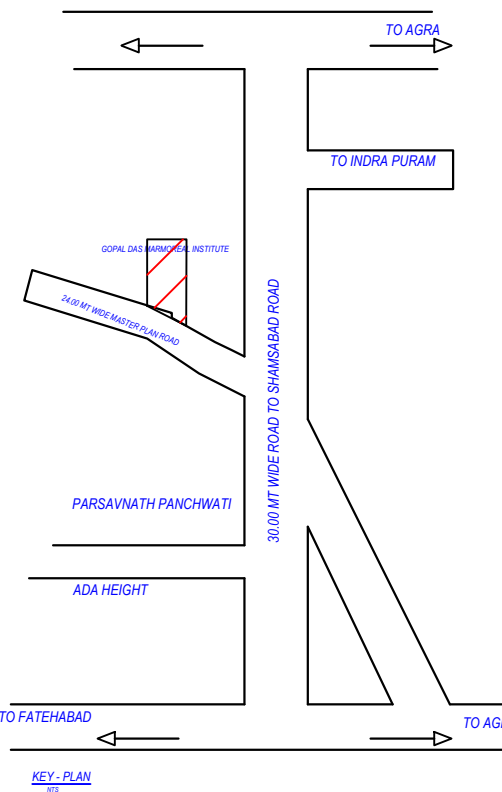 TO AGRA
TO INDRA PURAM
GOPAL DAS MARMOREAL INSTITUTE
24.00 MT WIDE MASTER PLAN ROAD
30.00 MT WIDE ROAD TO SHAMSABAD ROAD
PARSAVNATH PANCHWATI
ADA HEIGHT
TO FATEHABAD
TO AG
KEY - PLAN
NTS